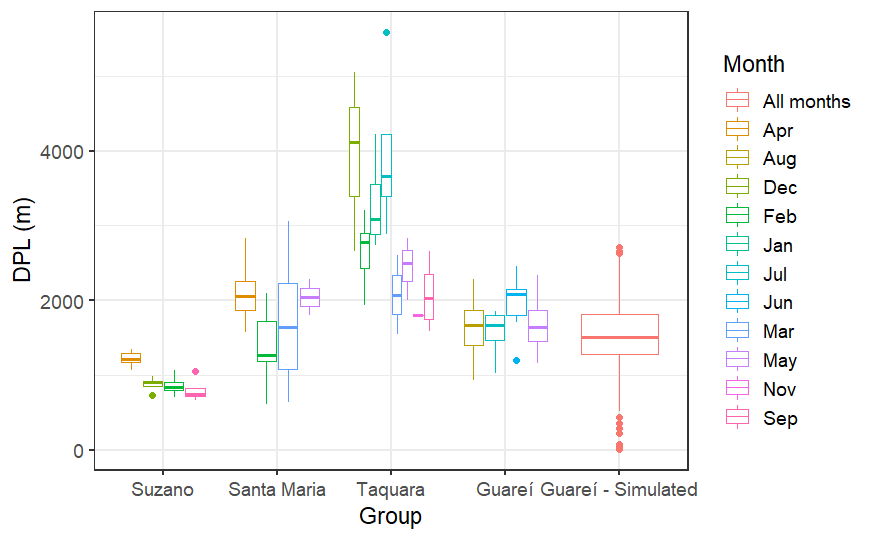 DPL (m)
4000
2000
0
Suzano
Santa Maria
Taquara
Guareí
Guareí - Simulated
Group
Month
All months
Apr
Aug
Dec
Feb
Jan
Jul
Jun
Mar
May
Nov
Sep